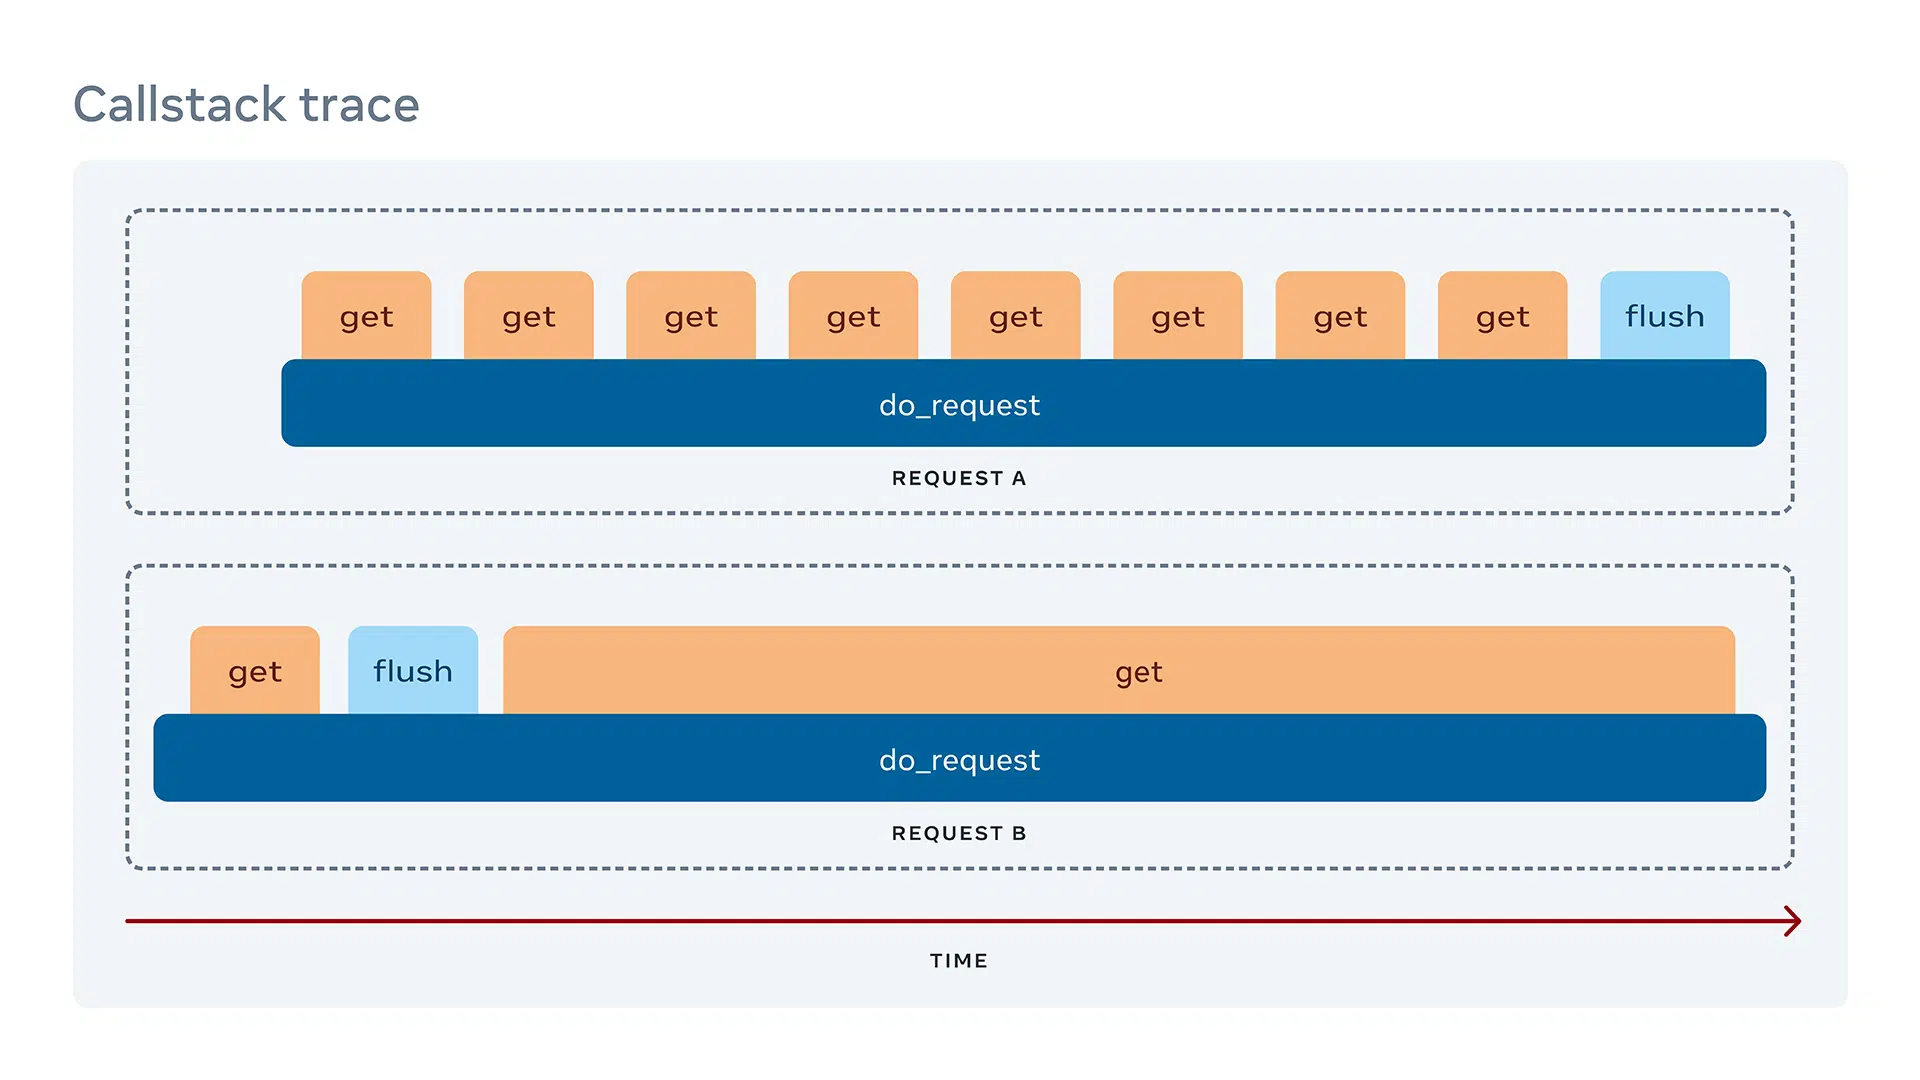 Callstack trace
get get get get get get get get flush
do_request
REQUEST A
get flush get
do_request
REQUEST B
TIME